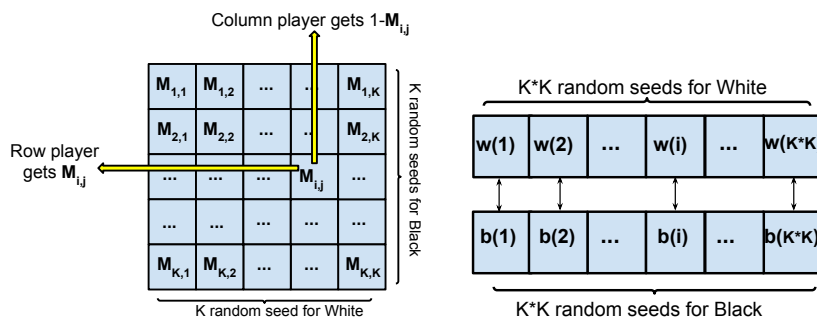 Column player gets 1-M_{i,j}
M_{1,1} M_{1,2} ... ... M_{1,K}
M_{2,1} M_{2,2} ... ... M_{2,K}
Row player
gets M_{i,j}
... ... ... M_{i,j} ...
... ... ... ... ...
M_{K,1} M_{K,2} ... ... M_{K,K}
K random seeds for Black
K random seed for White
K*K random seeds for White
w(1) w(2) ... w(i) ... w(K*K
b(1) b(2) ... b(i) ... b(K*K)
K*K random seeds for Black